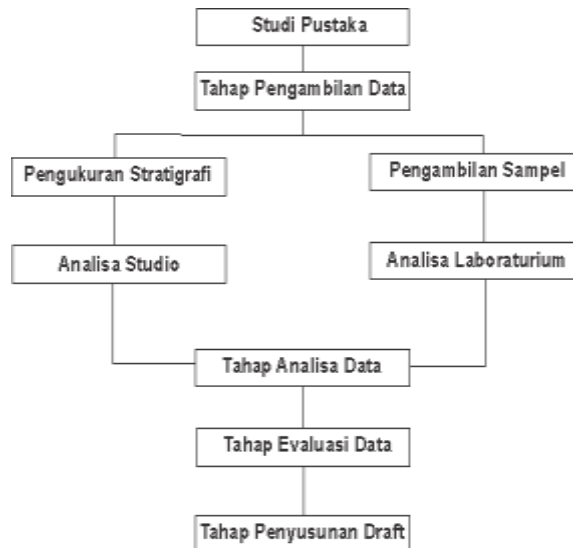 Studi Pustaka
Tahap Pengambilan Data
Pengukuran Stratigrafi
Pengambilan Sampel
Analisa Studio
Analisa Laboraturium
Tahap Analisa Data
Tahap Evaluasi Data
Tahap Penyusunan Draft